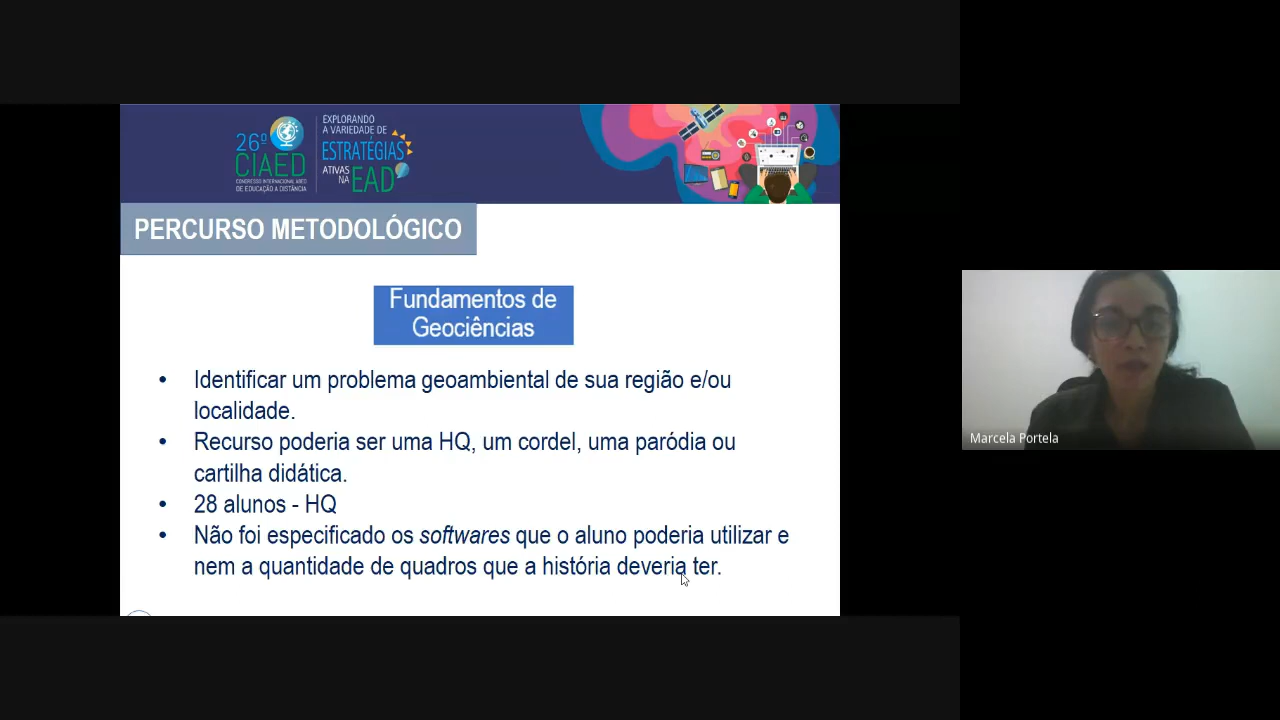 26º
CIAED
CONGRESSO INTERNACIONAL ABED
DE EDUCAÇÃO A DISTÂNCIA
EXPLORANDO
A VARIEDADE DE
ESTRATÉGIAS
ATIVAS
NA EAD
PERCURSO METODOLÓGICO
Fundamentos de
Geociências
• Identificar um problema geoambiental de sua região e/ou
localidade.
• Recurso poderia ser uma HQ, um cordel, uma paródia ou
cartilha didática.
• 28 alunos - HQ
• Não foi especificado os softwares que o aluno poderia utilizar e
nem a quantidade de quadros que a história deveria ter.
Marcela Portela